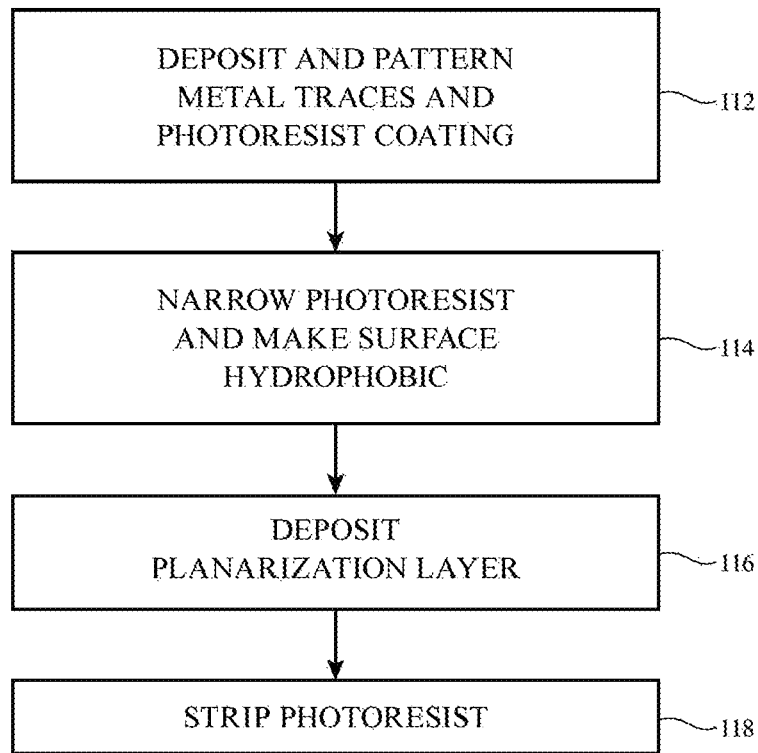 DEPOSIT AND PATTERN
METAL TRACES AND
PHOTORESIST COATING
112
NARROW PHOTORESIST
AND MAKE SURFACE
HYDROPHOBIC
114
DEPOSIT
PLANARIZATION LAYER
116
STRIP PHOTORESIST
118